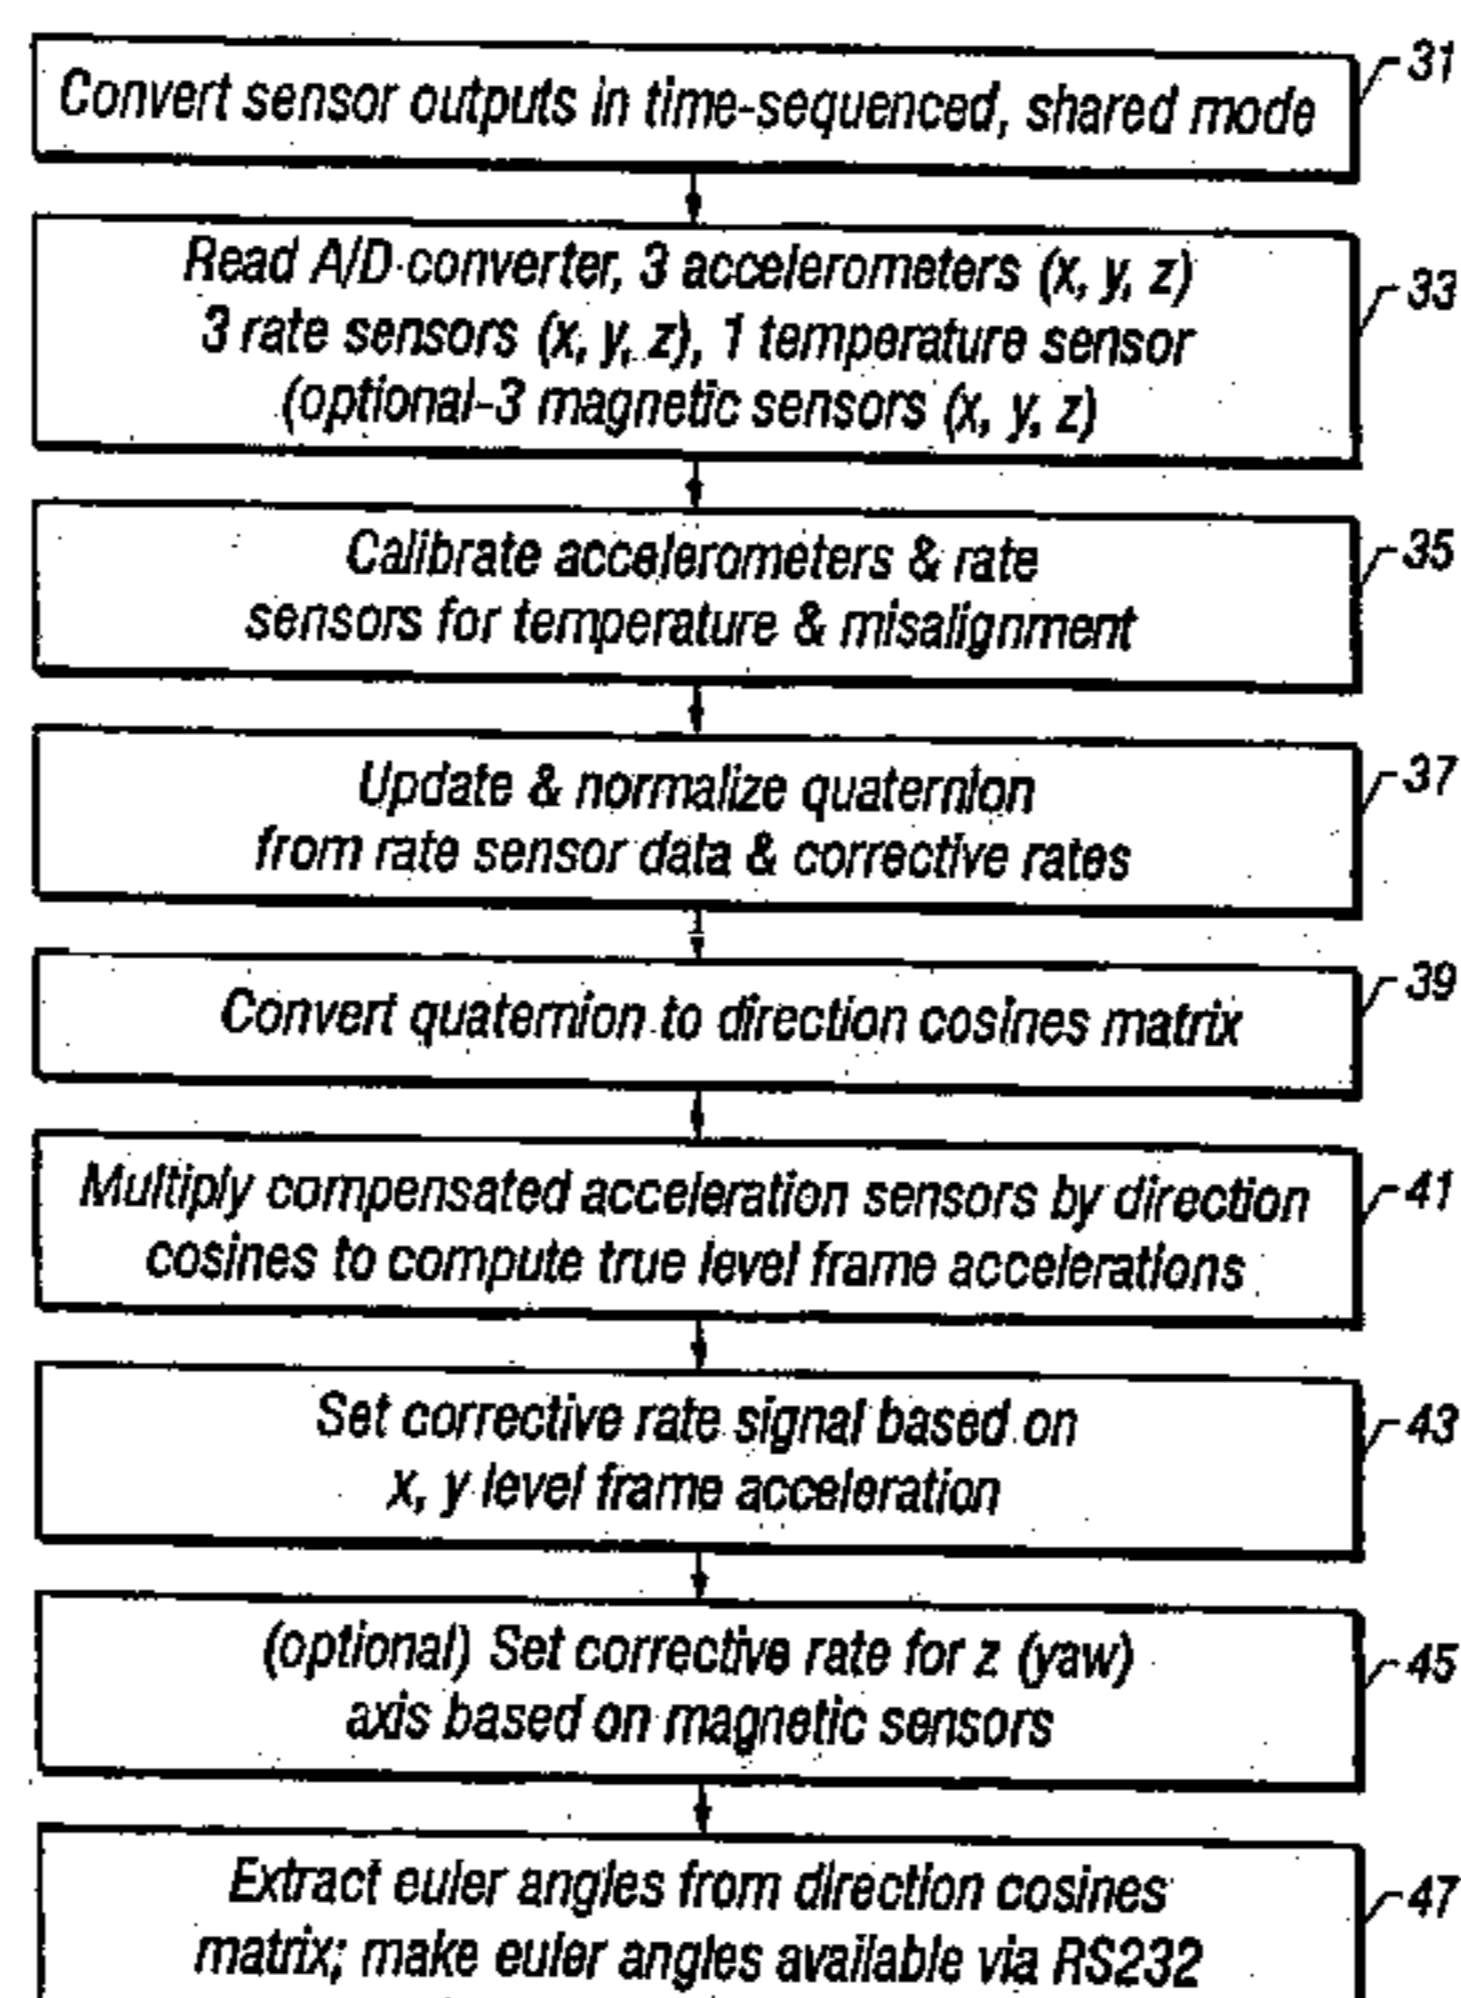 Convert sensor outputs in time-sequenced, shared mode
31
Read A/D converter, 3 accelerometers (x, y, z)
3 rate sensors (x, y, z), 1 temperature sensor
(optional-3 magnetic sensors (x, y, z)
33
Calibrate accelerometers & rate
sensors for temperature & misalignment
35
Update & normalize quaternion
from rate sensor data & corrective rates
37
Convert quaternion to direction cosines matrix
39
Multiply compensated acceleration sensors by direction
cosines to compute true level frame accelerations
41
Set corrective rate signal based on
x, y level frame acceleration
43
(optional) Set corrective rate for z (yaw)
axis based on magnetic sensors
45
Extract euler angles from direction cosines
matrix; make euler angles available via RS232
47